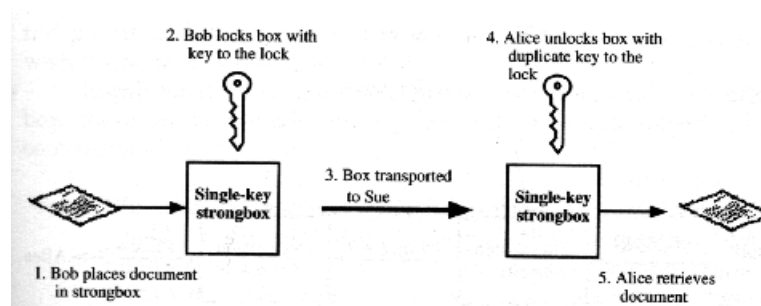 2. Bob locks box with
key to the lock
4. Alice unlocks box with
duplicate key to the
lock
Single-key
strongbox
3. Box transported
to Sue
Single-key
strongbox
1. Bob places document
in strongbox
5. Alice retrieves
document